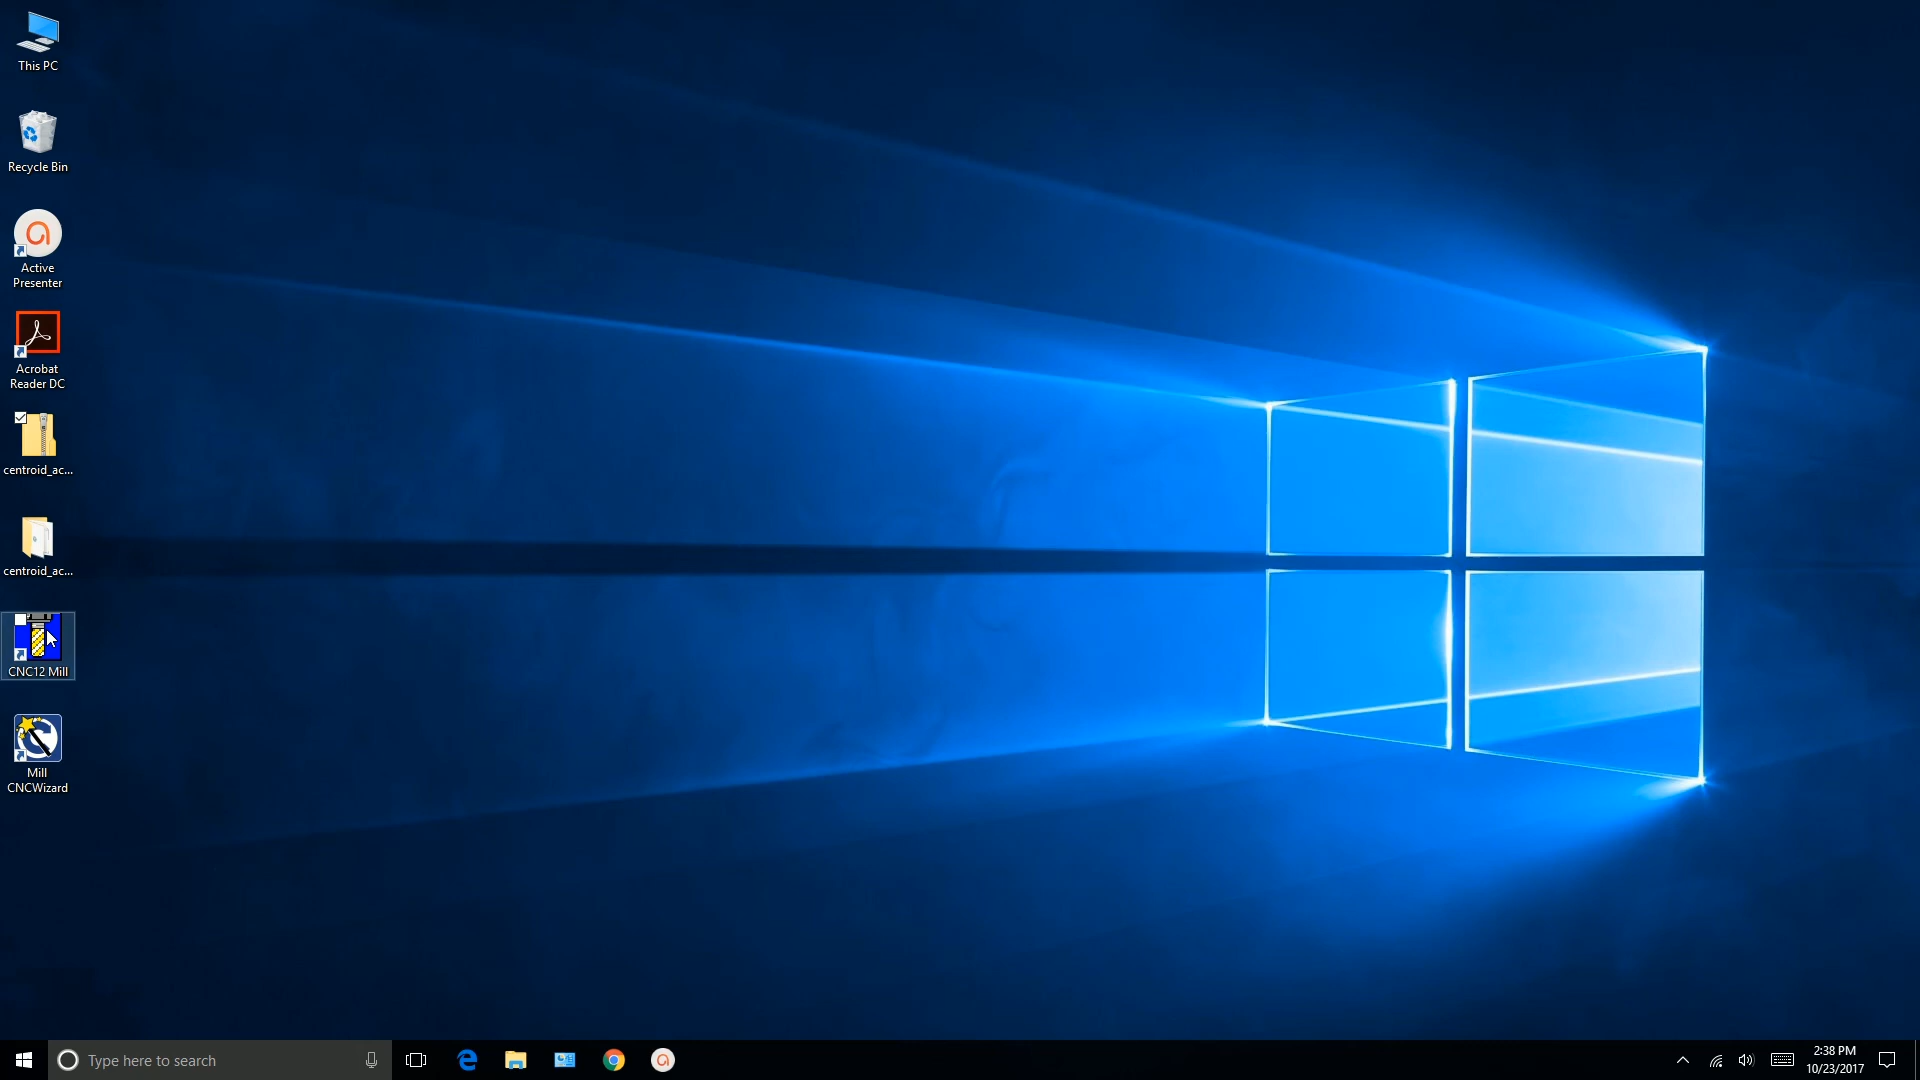 This PC
Recycle Bin
Active
Presenter
Acrobat
Reader DC
centroid_ac...
centroid_ac...
CNC12 Mill
Mill
CNCWizard
Type here to search
2:38 PM
10/23/2017